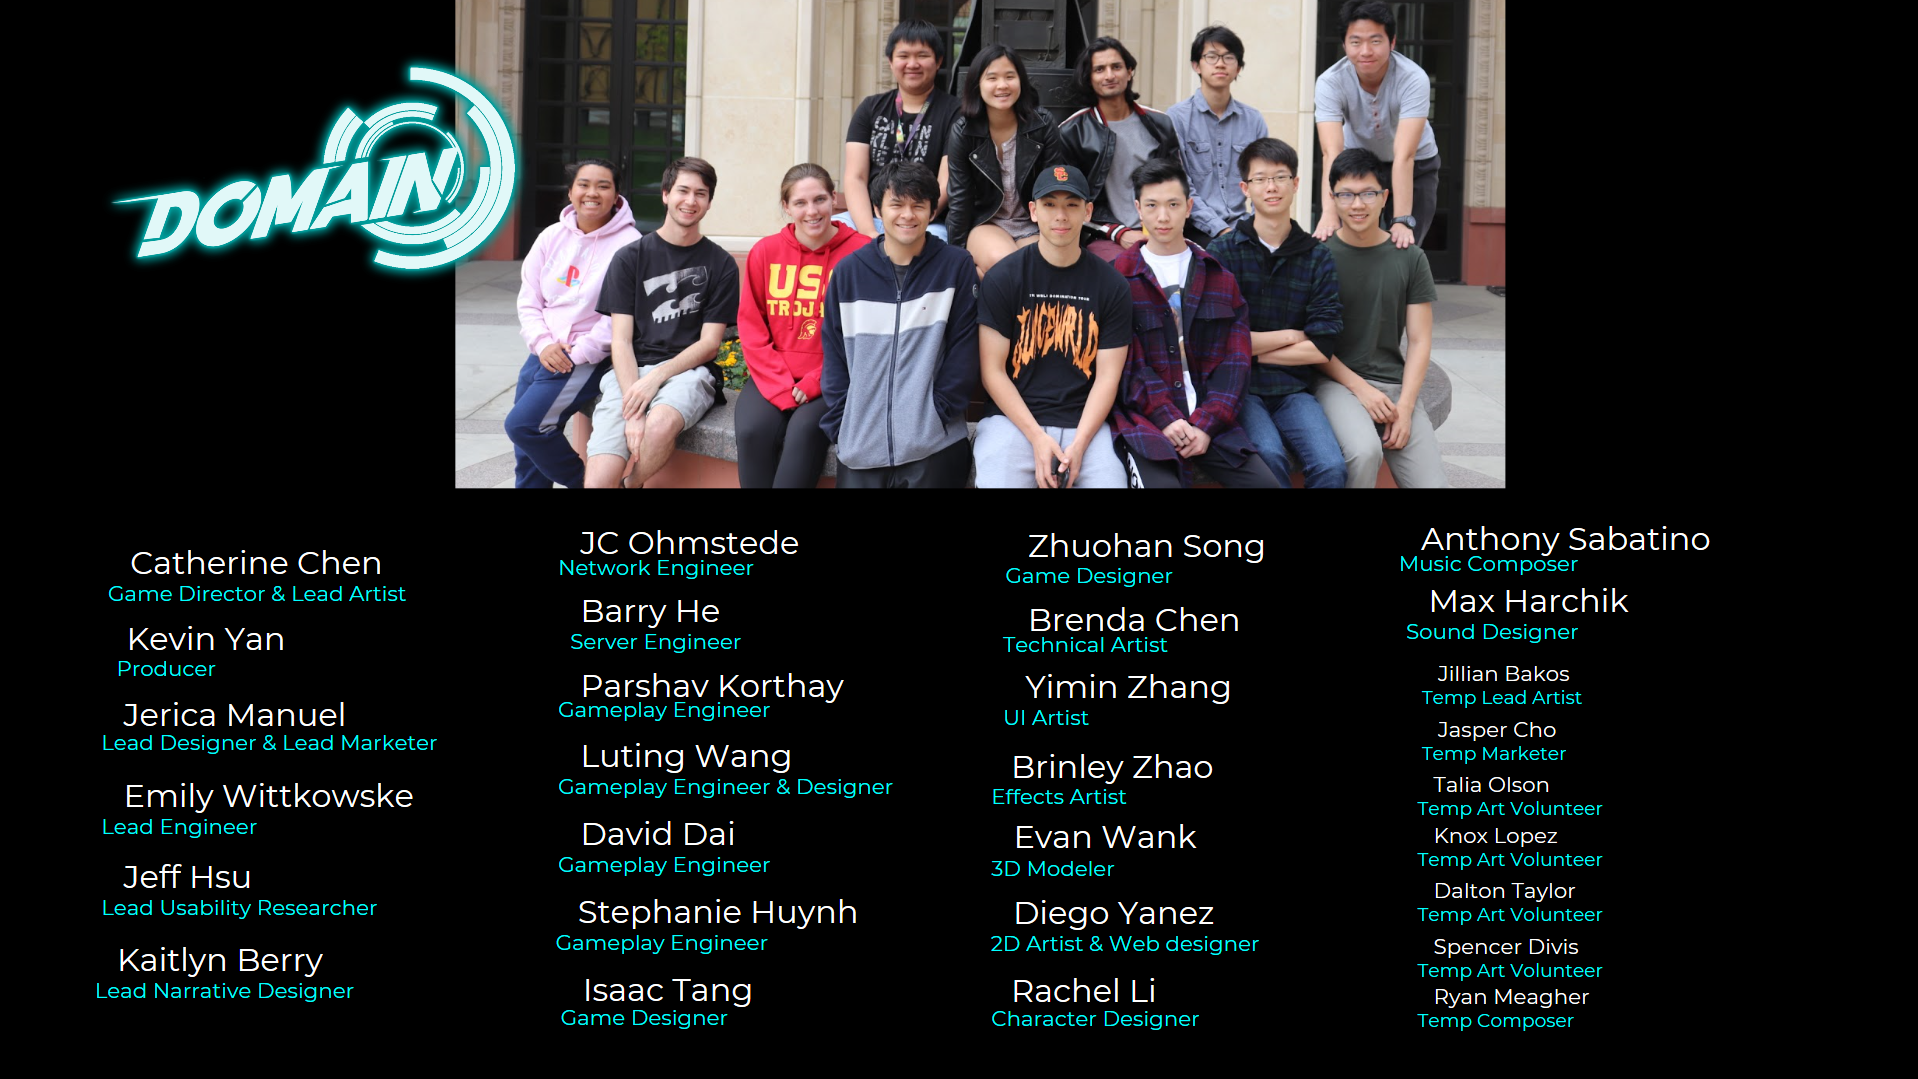 DOMAIN
CALVIN
KLEIN
USC
TROJA
SC
JUICEWRLD
Catherine Chen
Game Director & Lead Artist
Kevin Yan
Producer
Jerica Manuel
Lead Designer & Lead Marketer
Emily Wittkowske
Lead Engineer
Jeff Hsu
Lead Usability Researcher
Kaitlyn Berry
Lead Narrative Designer
JC Ohmstede
Network Engineer
Barry He
Server Engineer
Parshav Korthay
Gameplay Engineer
Luting Wang
Gameplay Engineer & Designer
David Dai
Gameplay Engineer
Stephanie Huynh
Gameplay Engineer
Isaac Tang
Game Designer
Zhuohan Song
Game Designer
Brenda Chen
Technical Artist
Yimin Zhang
UI Artist
Brinley Zhao
Effects Artist
Evan Wank
3D Modeler
Diego Yanez
2D Artist & Web designer
Rachel Li
Character Designer
Anthony Sabatino
Music Composer
Max Harchik
Sound Designer
Jillian Bakos
Temp Lead Artist
Jasper Cho
Temp Marketer
Talia Olson
Temp Art Volunteer
Knox Lopez
Temp Art Volunteer
Dalton Taylor
Temp Art Volunteer
Spencer Divis
Temp Art Volunteer
Ryan Meagher
Temp Composer